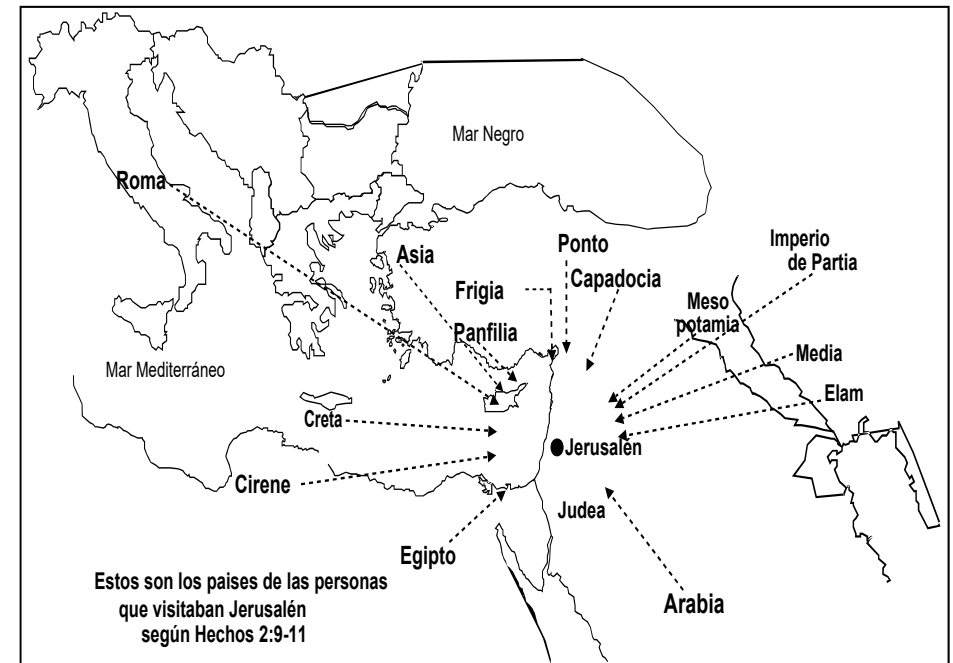 Mar Negro
Roma
Asia
Ponto
Imperio
de Partia
Frigia
Capadocia
Meso
potamia
Panfilia
Mar Mediterráneo
Media
Elam
Creta
Jerusalén
Cirene
Judea
Egipto
Arabia
Estos son los paises de las personas
que visitaban Jerusalén
según Hechos 2:9-11